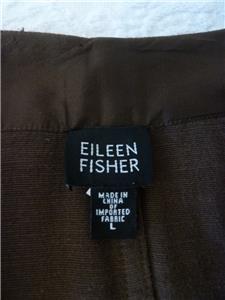 EILEEN
FISHER
MADE IN
CHINA
OF
IMPORTED
FABRIC
L